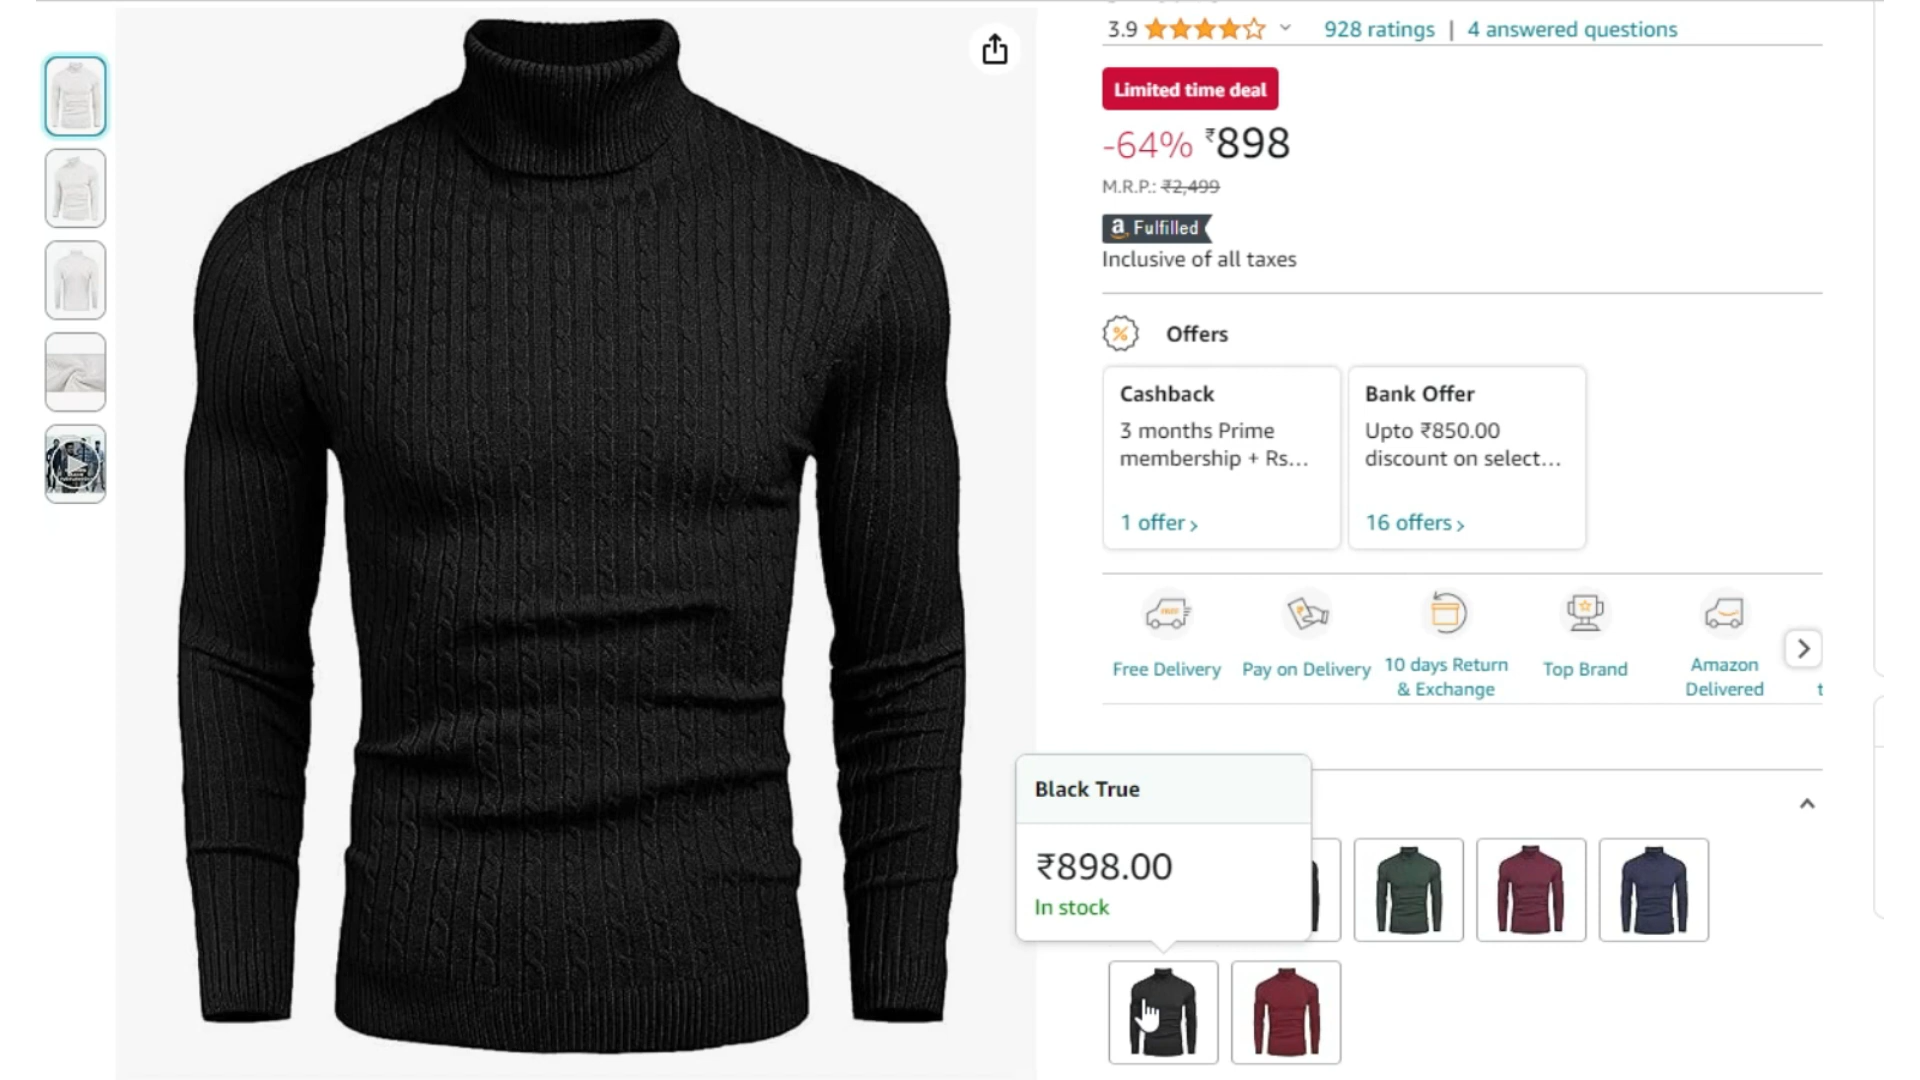 3.9 928 ratings | 4 answered questions
Limited time deal
-64% ₹898
M.R.P.: ₹2,499
a Fulfilled
Inclusive of all taxes
Offers
Cashback
3 months Prime
membership + Rs...
1 offer ›
Bank Offer
Upto ₹850.00
discount on select...
16 offers ›
Free Delivery
Pay on Delivery
10 days Return
& Exchange
Top Brand
Amazon
Delivered
t
Black True
₹898.00
In stock